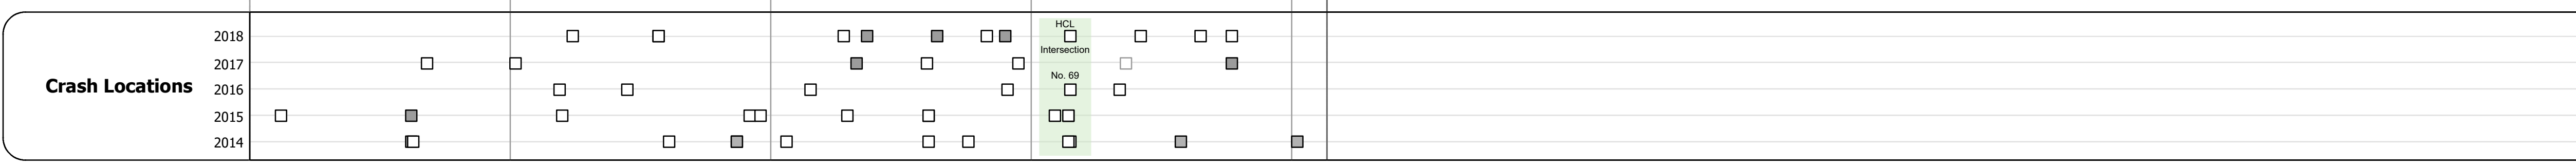 HCL
2018
Intersection
2017
No. 69
Crash Locations
2016
2015
2014